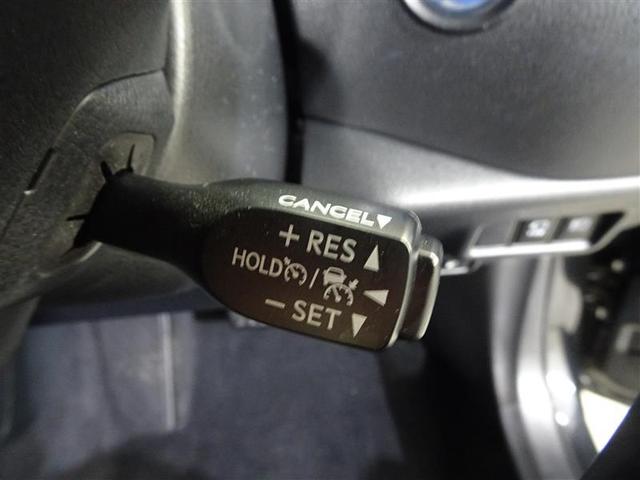 CANCEL▼
+ RES ▲
HOLD / ◀
− SET ▼